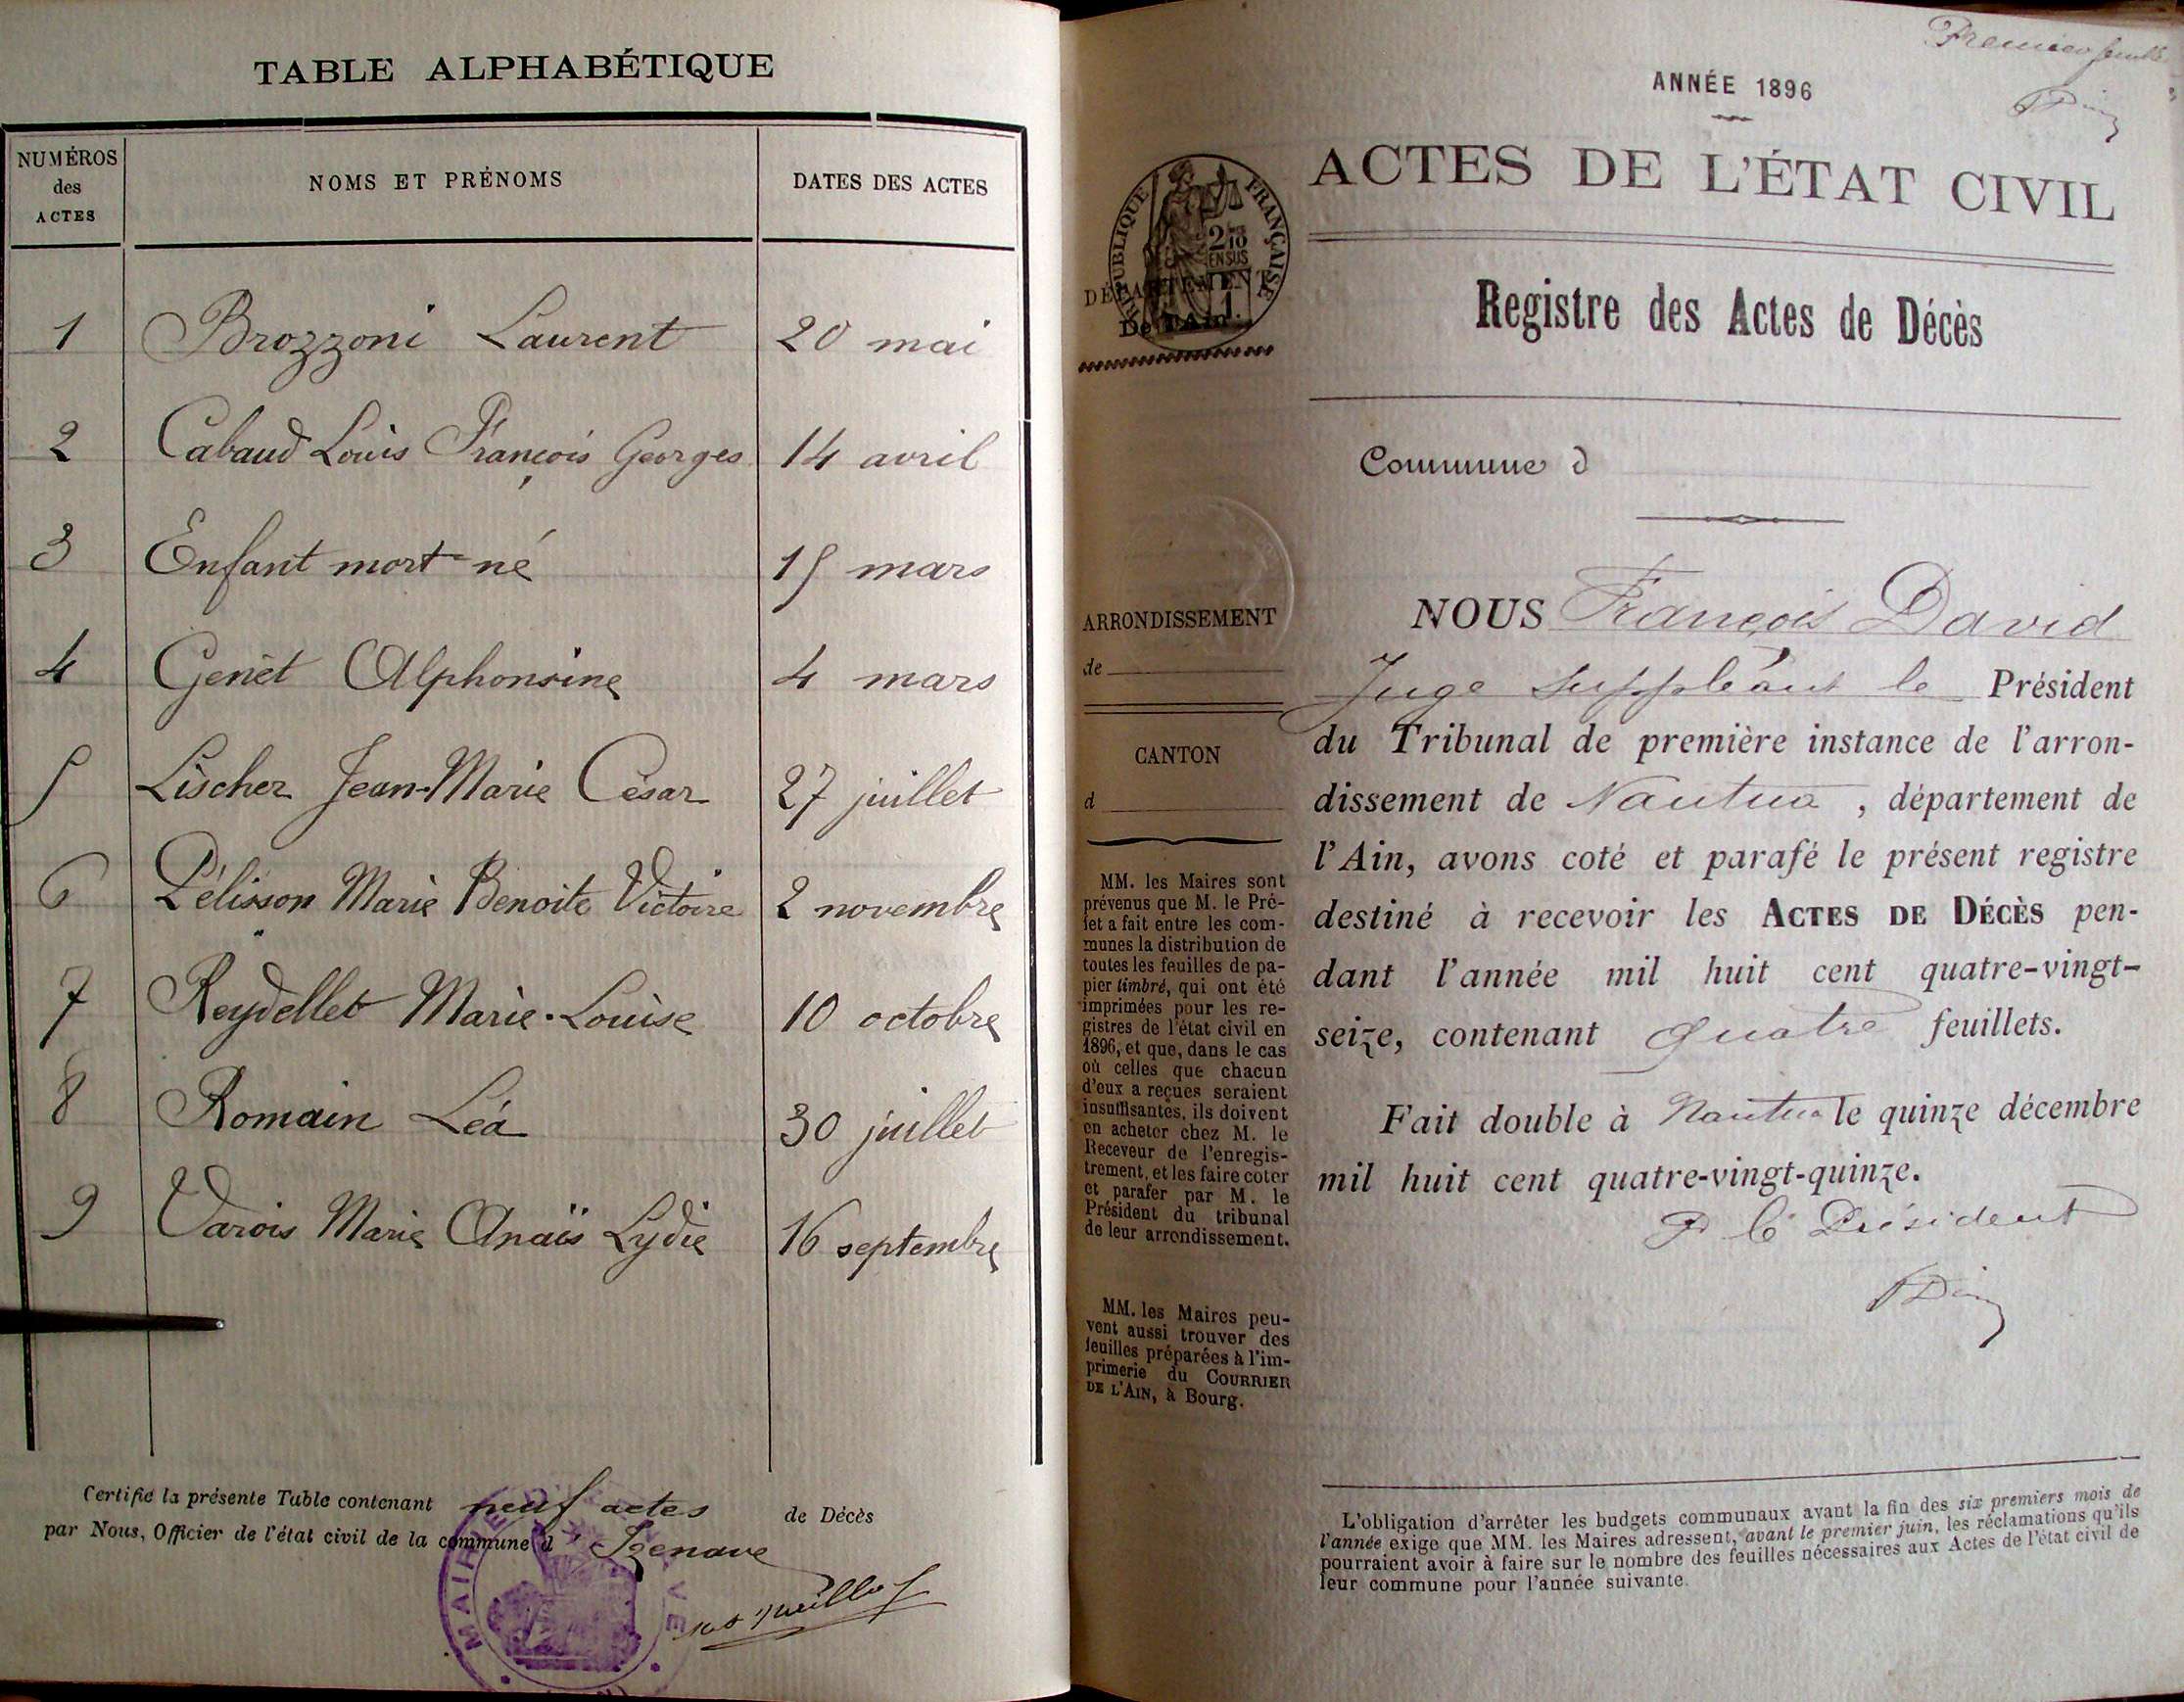 TABLE ALPHABÉTIQUE
NUMÉROS des ACTES
NOMS ET PRÉNOMS
DATES DES ACTES
1 Brozzoni Laurent 20 mai
2 Cabaud Louis François Georges 14 avril
3 Enfant mort-né 15 mars
4 Genêt Alphonsine 4 mars
5 Lischer Jean-Marie César 27 juillet
6 Pélisson Marie Benoite Victoire 2 novembre
7 Reydellet Marie-Louise 10 octobre
8 Romain Léa 30 juillet
9 Varois Marie Anaïs Lydie 16 septembre
Certifié la présente Table contenant neuf actes de Décès
par Nous, Officier de l'état civil de la commune d' Izenave
MAIRIE
VE
Premier feuillet
ANNÉE 1896
ACTES DE L'ÉTAT CIVIL
RÉPUBLIQUE FRANÇAISE
EN SUS
DÉPARTEMENT
De l'Ain.
Registre des Actes de Décès
Commune d
ARRONDISSEMENT
de
CANTON
d
MM. les Maires sont
prévenus que M. le Pré-
fet a fait entre les com-
munes la distribution de
toutes les feuilles de pa-
pier timbré, qui ont été
imprimées pour les re-
gistres de l'état civil en
1896, et que, dans le cas
où celles que chacun
d'eux a reçues seraient
insuffisantes, ils doivent
en acheter chez M. le
Receveur de l'enregis-
trement, et les faire coter
et parafer par M. le
Président du tribunal
de leur arrondissement.
MM. les Maires peu-
vent aussi trouver des
feuilles préparées à l'im-
primerie du COURRIER
DE L'AIN, à Bourg.
NOUS François David
Juge suppléant le Président
du Tribunal de première instance de l'arron-
dissement de Nantua, département de
l'Ain, avons coté et parafé le présent registre
destiné à recevoir les ACTES DE DÉCÈS pen-
dant l'année mil huit cent quatre-vingt-
seize, contenant quatre feuillets.
Fait double à Nantua le quinze décembre
mil huit cent quatre-vingt-quinze.
P. le Président
L'obligation d'arrêter les budgets communaux avant la fin des six premiers mois de
l'année exige que MM. les Maires adressent, avant le premier juin, les réclamations qu'ils
pourraient avoir à faire sur le nombre des feuilles nécessaires aux Actes de l'état civil de
leur commune pour l'année suivante.